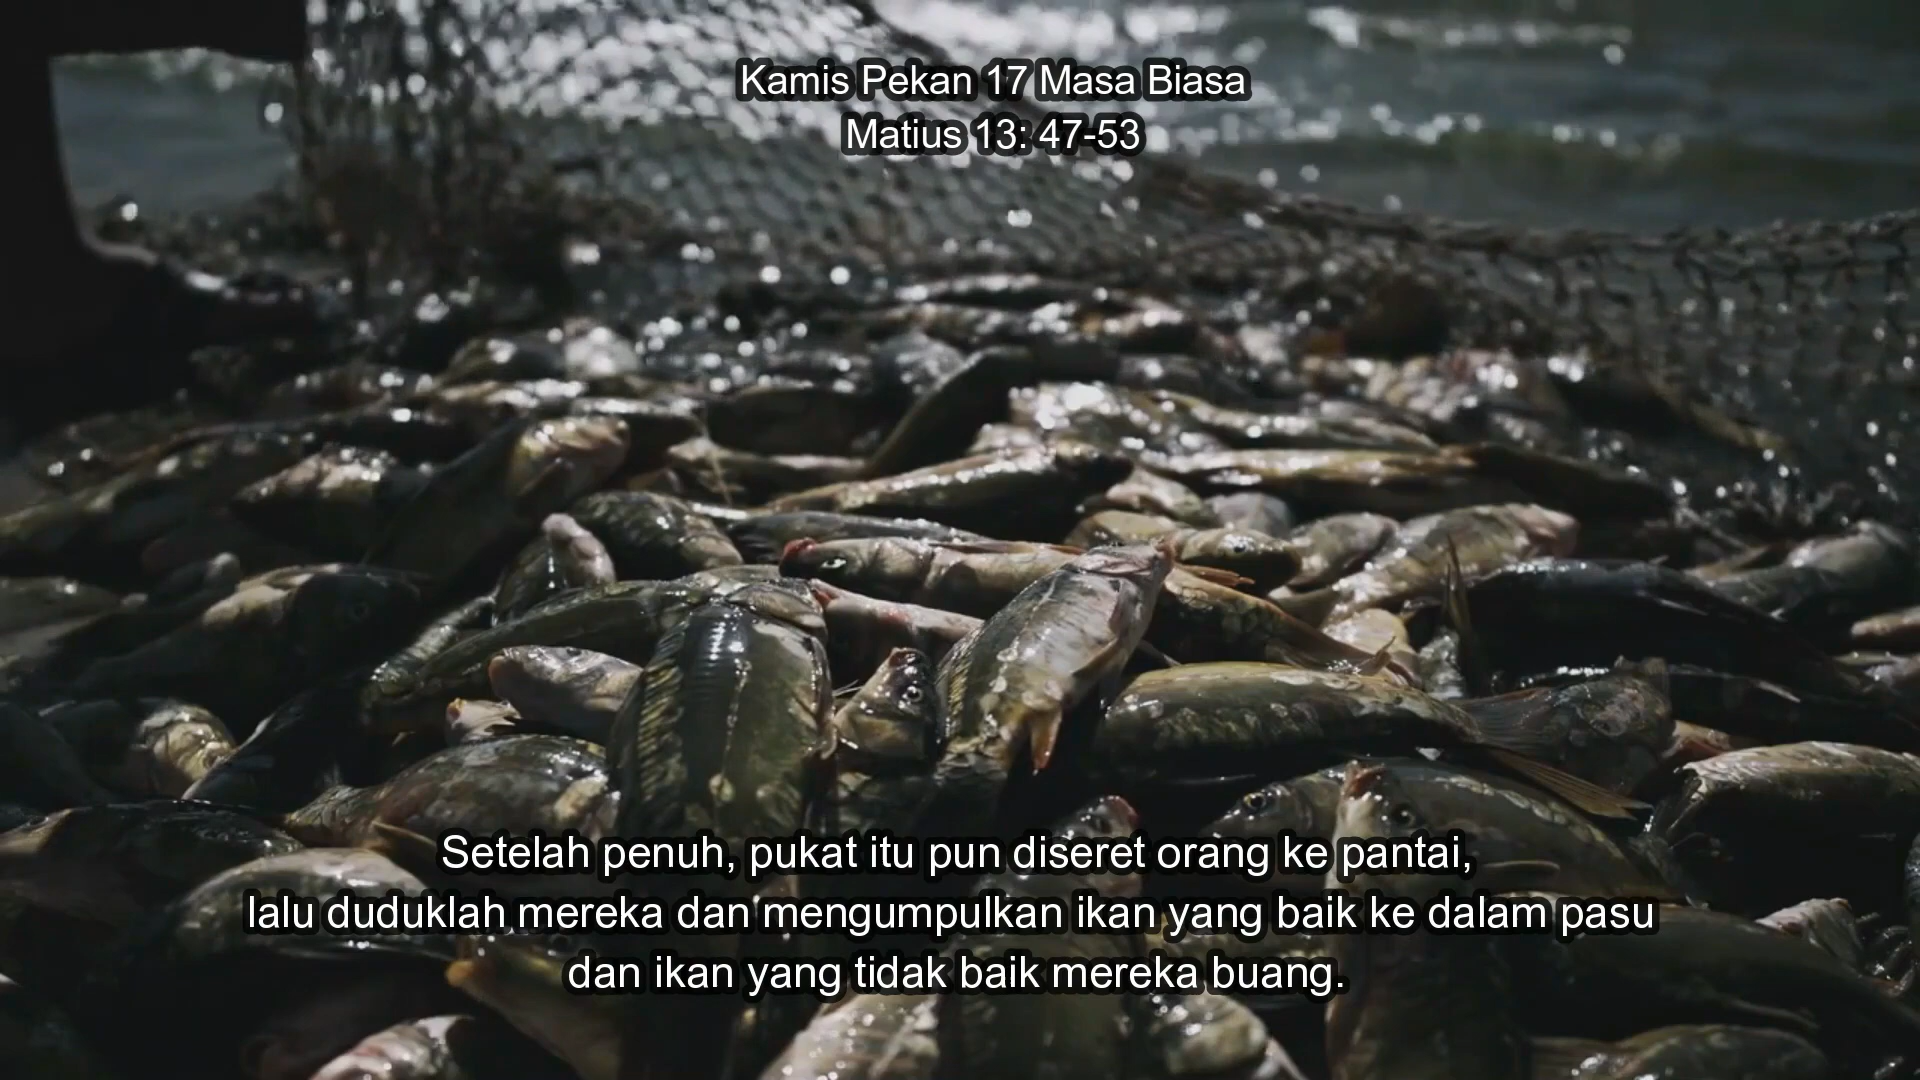 Kamis Pekan 17 Masa Biasa
Matius 13: 47-53
Setelah penuh, pukat itu pun diseret orang ke pantai,
lalu duduklah mereka dan mengumpulkan ikan yang baik ke dalam pasu
dan ikan yang tidak baik mereka buang.